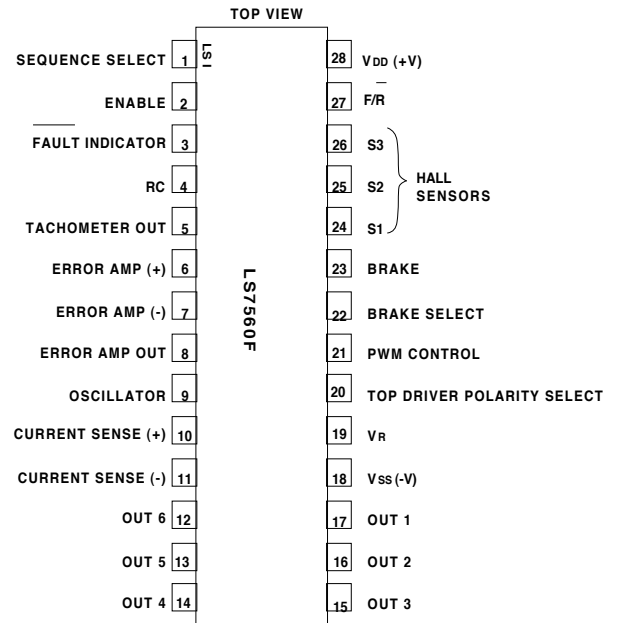 TOP VIEW
SEQUENCE SELECT 1 LSI 28 VDD (+V)
ENABLE 2 27 F/R̅
F̅A̅U̅L̅T̅ INDICATOR 3 26 S3
RC 4 25 S2
HALL
SENSORS
TACHOMETER OUT 5 24 S1
ERROR AMP (+) 6 23 BRAKE
LS7560F
ERROR AMP (-) 7 22 BRAKE SELECT
ERROR AMP OUT 8 21 PWM CONTROL
OSCILLATOR 9 20 TOP DRIVER POLARITY SELECT
CURRENT SENSE (+) 10 19 VR
CURRENT SENSE (-) 11 18 VSS (-V)
OUT 6 12 17 OUT 1
OUT 5 13 16 OUT 2
OUT 4 14 15 OUT 3